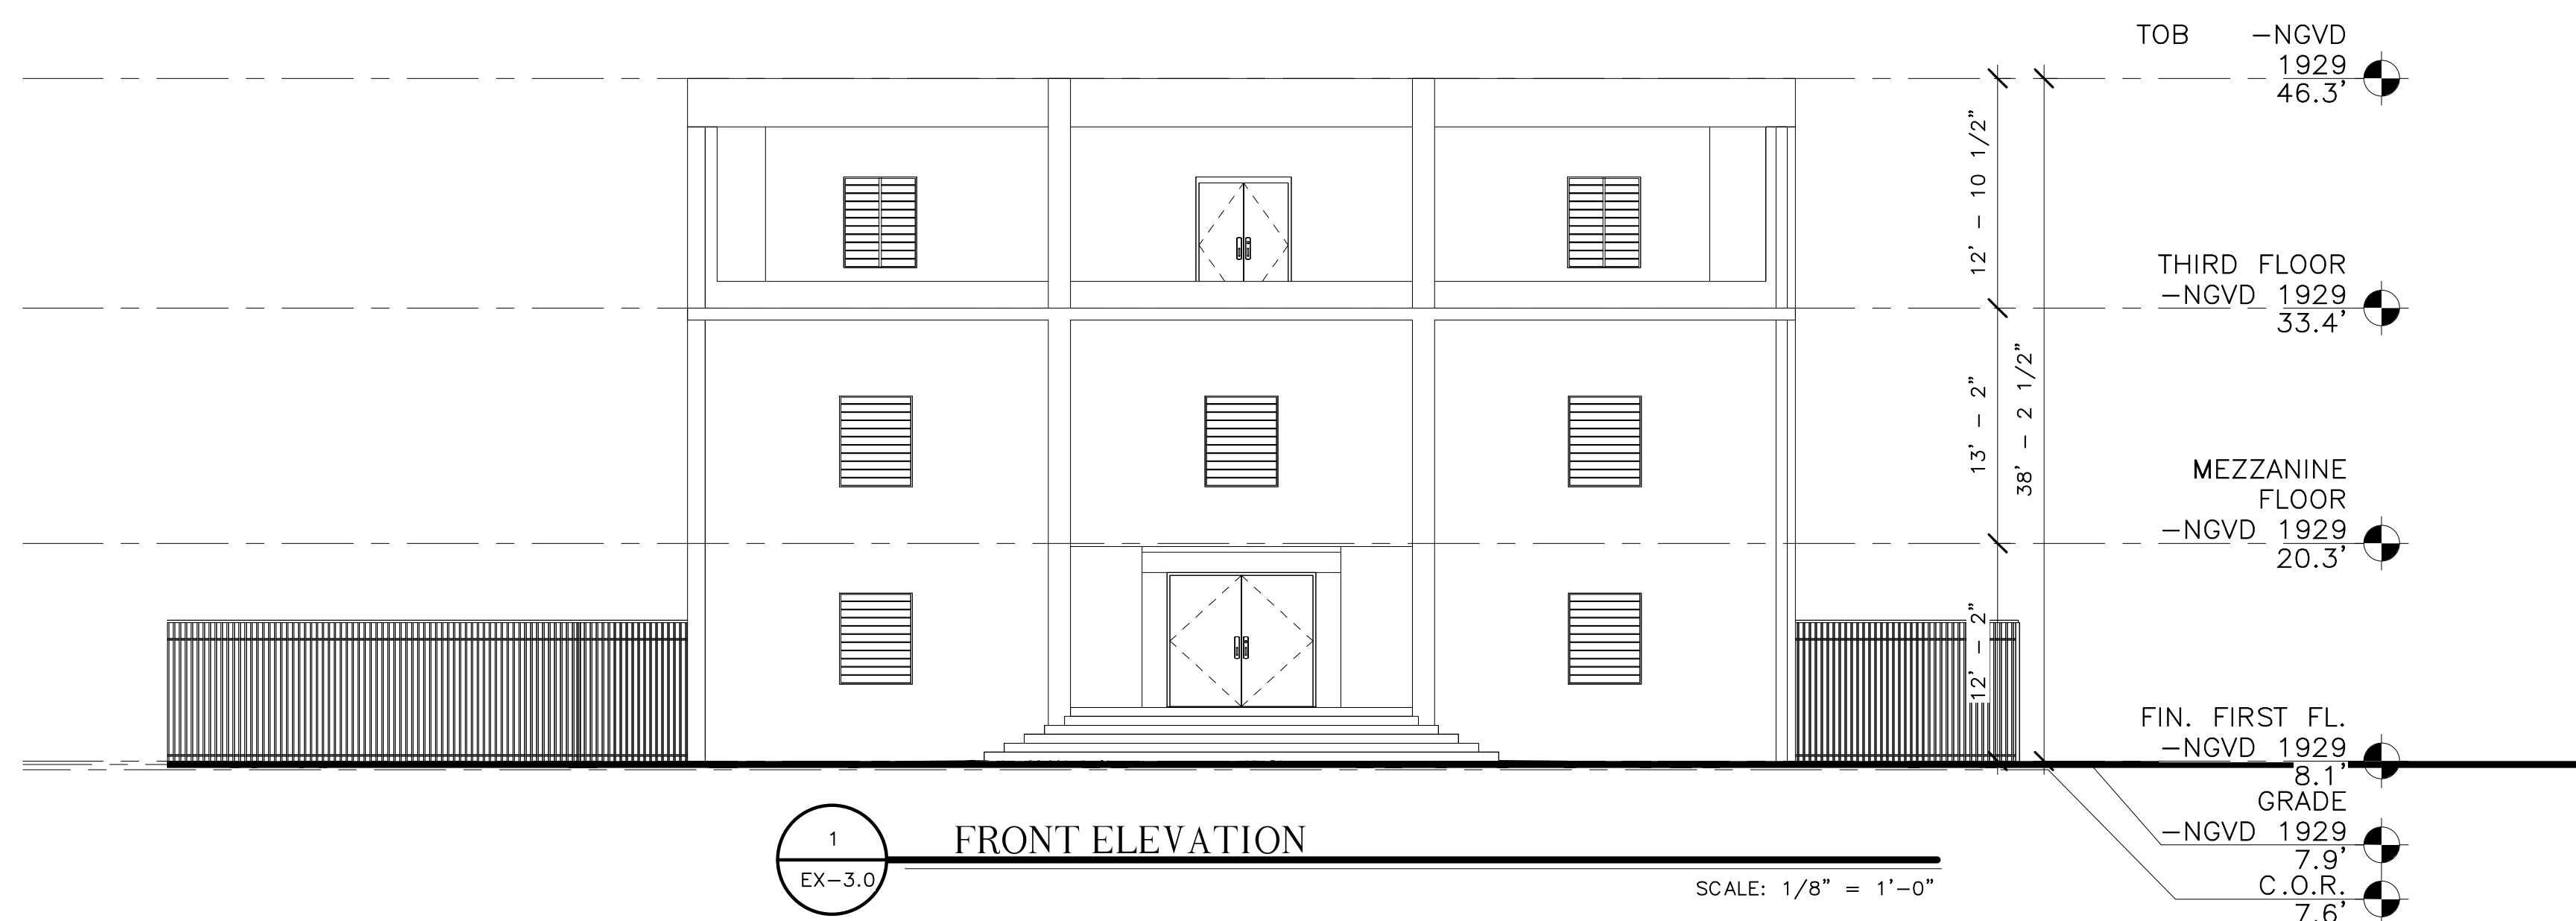 TOB -NGVD
1929
46.3'
12' - 10 1/2"
THIRD FLOOR
-NGVD 1929
33.4'
13' - 2"
38' - 2 1/2"
MEZZANINE
FLOOR
-NGVD 1929
20.3'
12' - 2"
FIN. FIRST FL.
-NGVD 1929
8.1'
GRADE
-NGVD 1929
7.9'
C.O.R.
7.6'
1
EX-3.0
FRONT ELEVATION
SCALE: 1/8" = 1'-0"